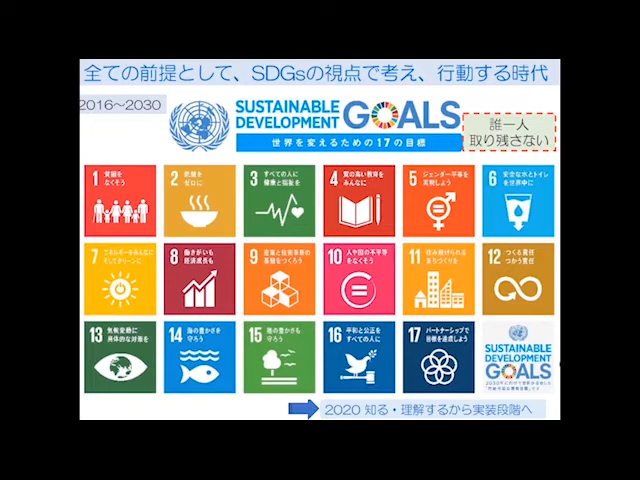 全ての前提として、SDGsの視点で考え、行動する時代
2016～2030
SUSTAINABLE
DEVELOPMENT
GOALS
世界を変えるための17の目標
誰一人
取り残さない
1 貧困を
なくそう
2 飢餓を
ゼロに
3 すべての人に
健康と福祉を
4 質の高い教育を
みんなに
5 ジェンダー平等を
実現しよう
6 安全な水とトイレ
を世界中に
7 エネルギーをみんなに
そしてクリーンに
8 働きがいも
経済成長も
9 産業と技術革新の
基盤をつくろう
10 人や国の不平等
をなくそう
11 住み続けられる
まちづくりを
12 つくる責任
つかう責任
13 気候変動に
具体的な対策を
14 海の豊かさを
守ろう
15 陸の豊かさも
守ろう
16 平和と公正を
すべての人に
17 パートナーシップで
目標を達成しよう
SUSTAINABLE
DEVELOPMENT
GOALS
2020 知る・理解するから実装段階へ